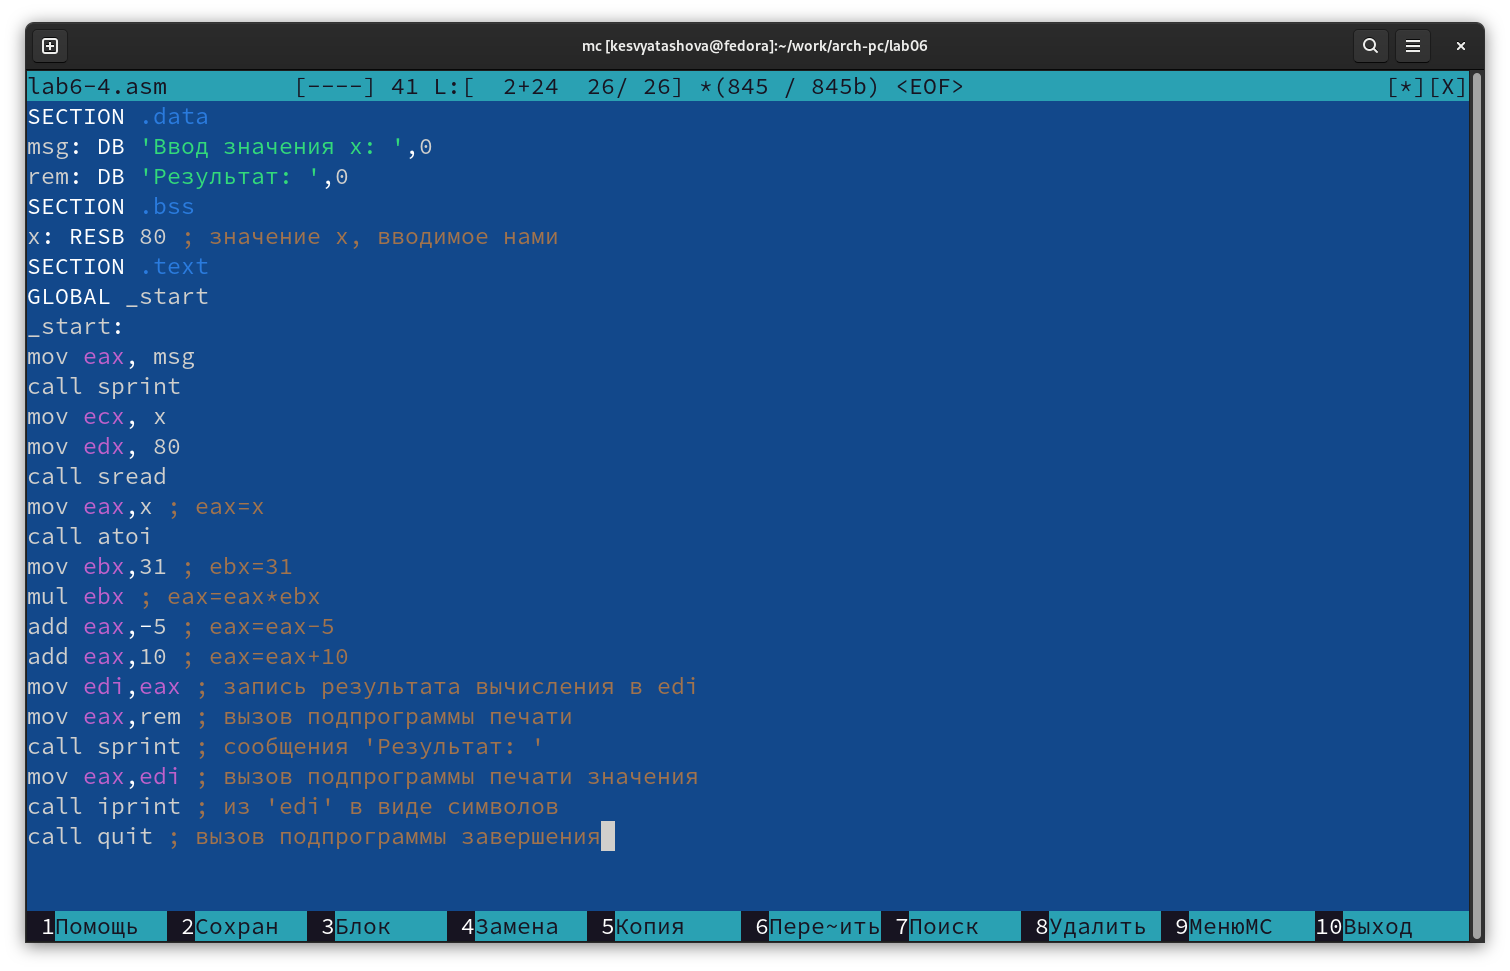 mc [kesvyatashova@fedora]:~/work/arch-pc/lab06
lab6-4.asm [----] 41 L:[ 2+24 26/ 26] *(845 / 845b) <EOF> [*][X]
SECTION .data
msg: DB 'Ввод значения x: ',0
rem: DB 'Результат: ',0
SECTION .bss
x: RESB 80 ; значение x, вводимое нами
SECTION .text
GLOBAL _start
_start:
mov eax, msg
call sprint
mov ecx, x
mov edx, 80
call sread
mov eax,x ; eax=x
call atoi
mov ebx,31 ; ebx=31
mul ebx ; eax=eax*ebx
add eax,-5 ; eax=eax-5
add eax,10 ; eax=eax+10
mov edi,eax ; запись результата вычисления в edi
mov eax,rem ; вызов подпрограммы печати
call sprint ; сообщения 'Результат: '
mov eax,edi ; вызов подпрограммы печати значения
call iprint ; из 'edi' в виде символов
call quit ; вызов подпрограммы завершения
1Помощь 2Сохран 3Блок 4Замена 5Копия 6Пере~ить 7Поиск 8Удалить 9МенюMC 10Выход